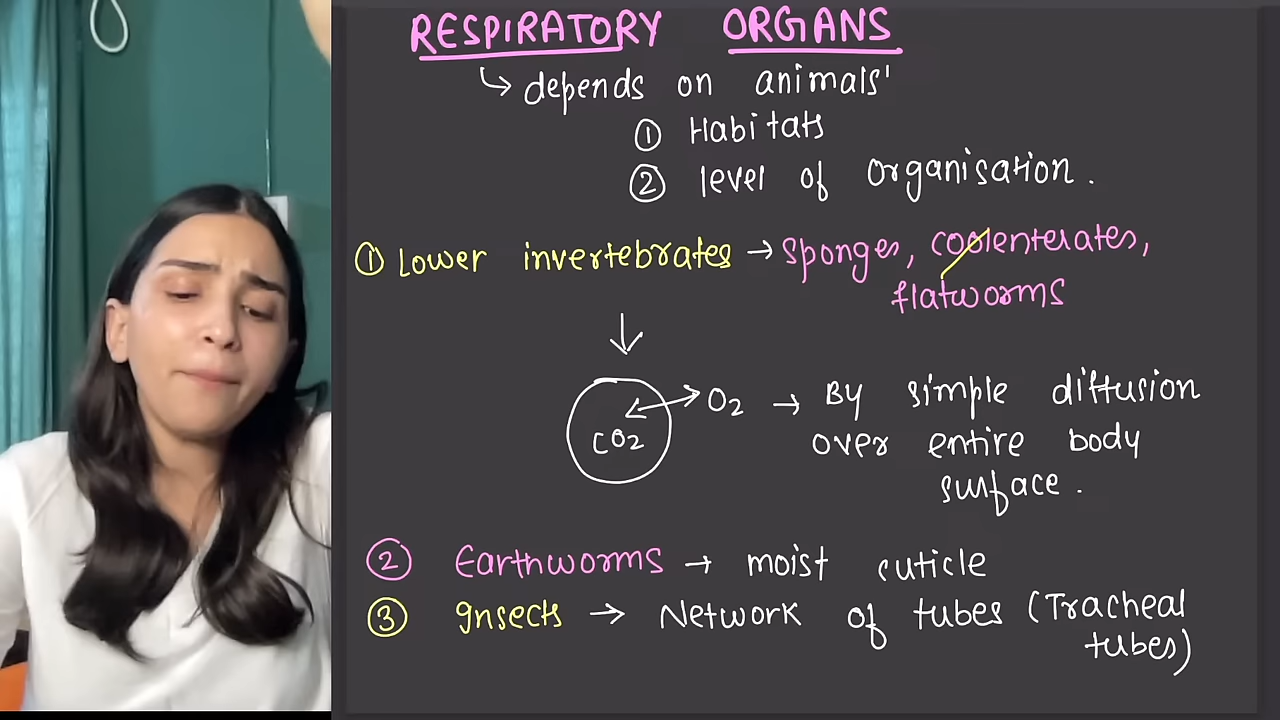 RESPIRATORY ORGANS
↳ depends on animals'
① Habitats
② level of organisation.
① Lower invertebrates → sponges, coelenterates,
flatworms
↓
CO2 ↔ O2 → By simple diffusion
over entire body
surface.
② Earthworms → moist cuticle
③ Insects → Network of tubes (Tracheal
tubes)